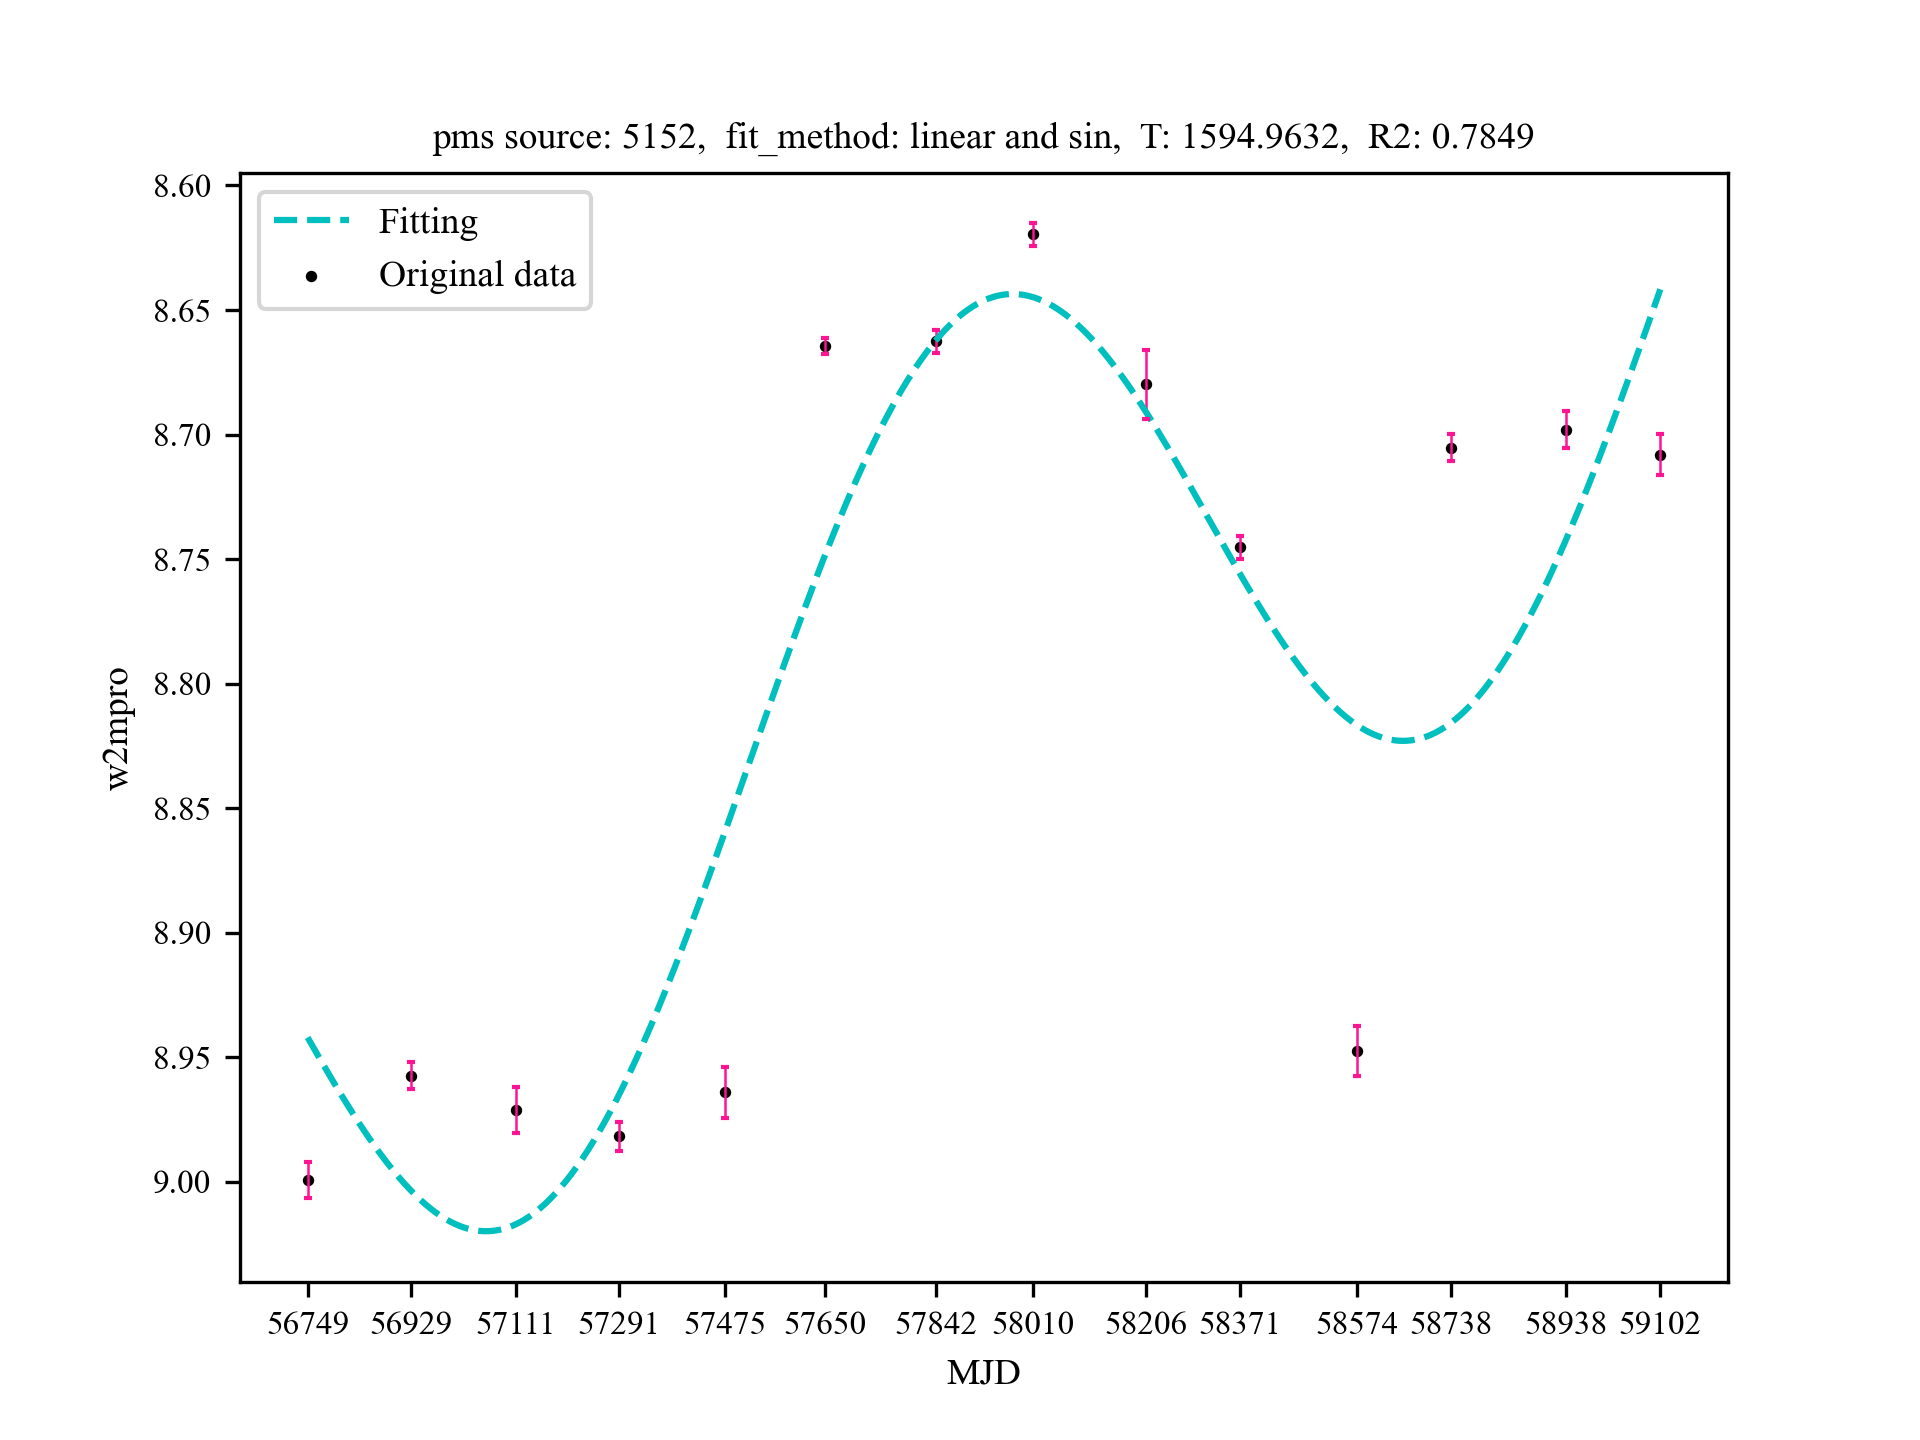 pms source: 5152,  fit_method: linear and sin,  T: 1594.9632,  R2: 0.7849
Fitting
Original data
8.60
8.65
8.70
8.75
8.80
8.85
8.90
8.95
9.00
w2mpro
56749 56929 57111 57291 57475 57650 57842 58010 58206 58371 58574 58738 58938 59102
MJD